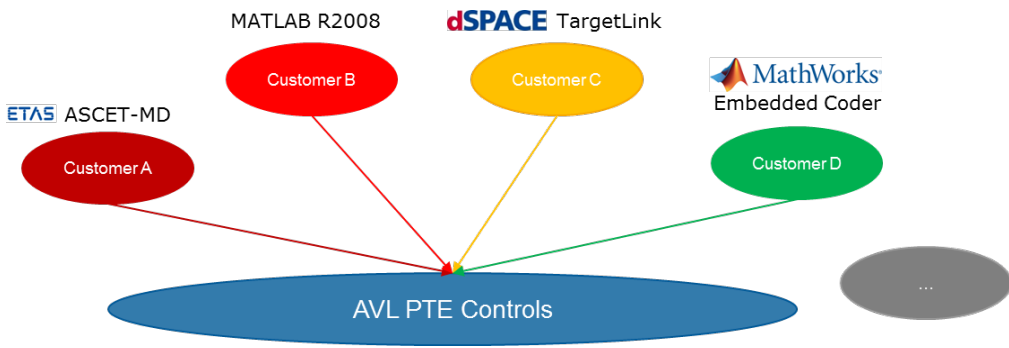 MATLAB R2008
dSPACE TargetLink
Customer B
Customer C
MathWorks®
Embedded Coder
ETAS ASCET-MD
Customer A
Customer D
...
AVL PTE Controls